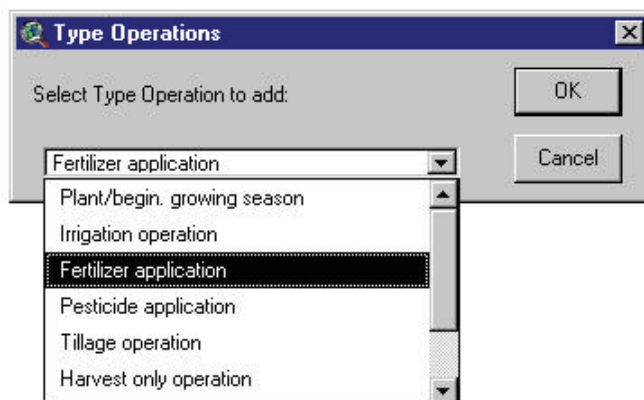 Type Operations
Select Type Operation to add:
OK
Cancel
Fertilizer application
Plant/begin. growing season
Irrigation operation
Fertilizer application
Pesticide application
Tillage operation
Harvest only operation